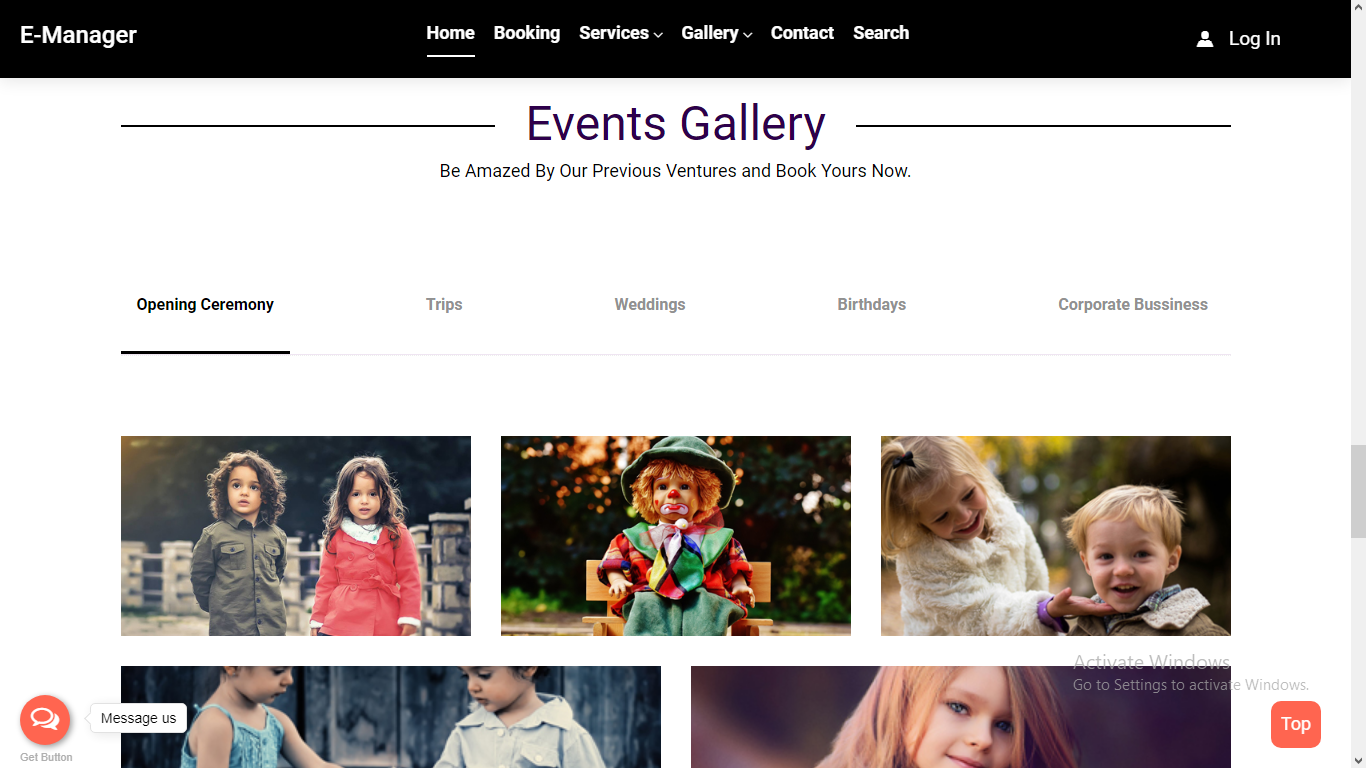 E-Manager
Home Booking Services Gallery Contact Search
Log In
Events Gallery
Be Amazed By Our Previous Ventures and Book Yours Now.
Opening Ceremony Trips Weddings Birthdays Corporate Bussiness
Activate Windows
Go to Settings to activate Windows.
Message us
Top
Get Button